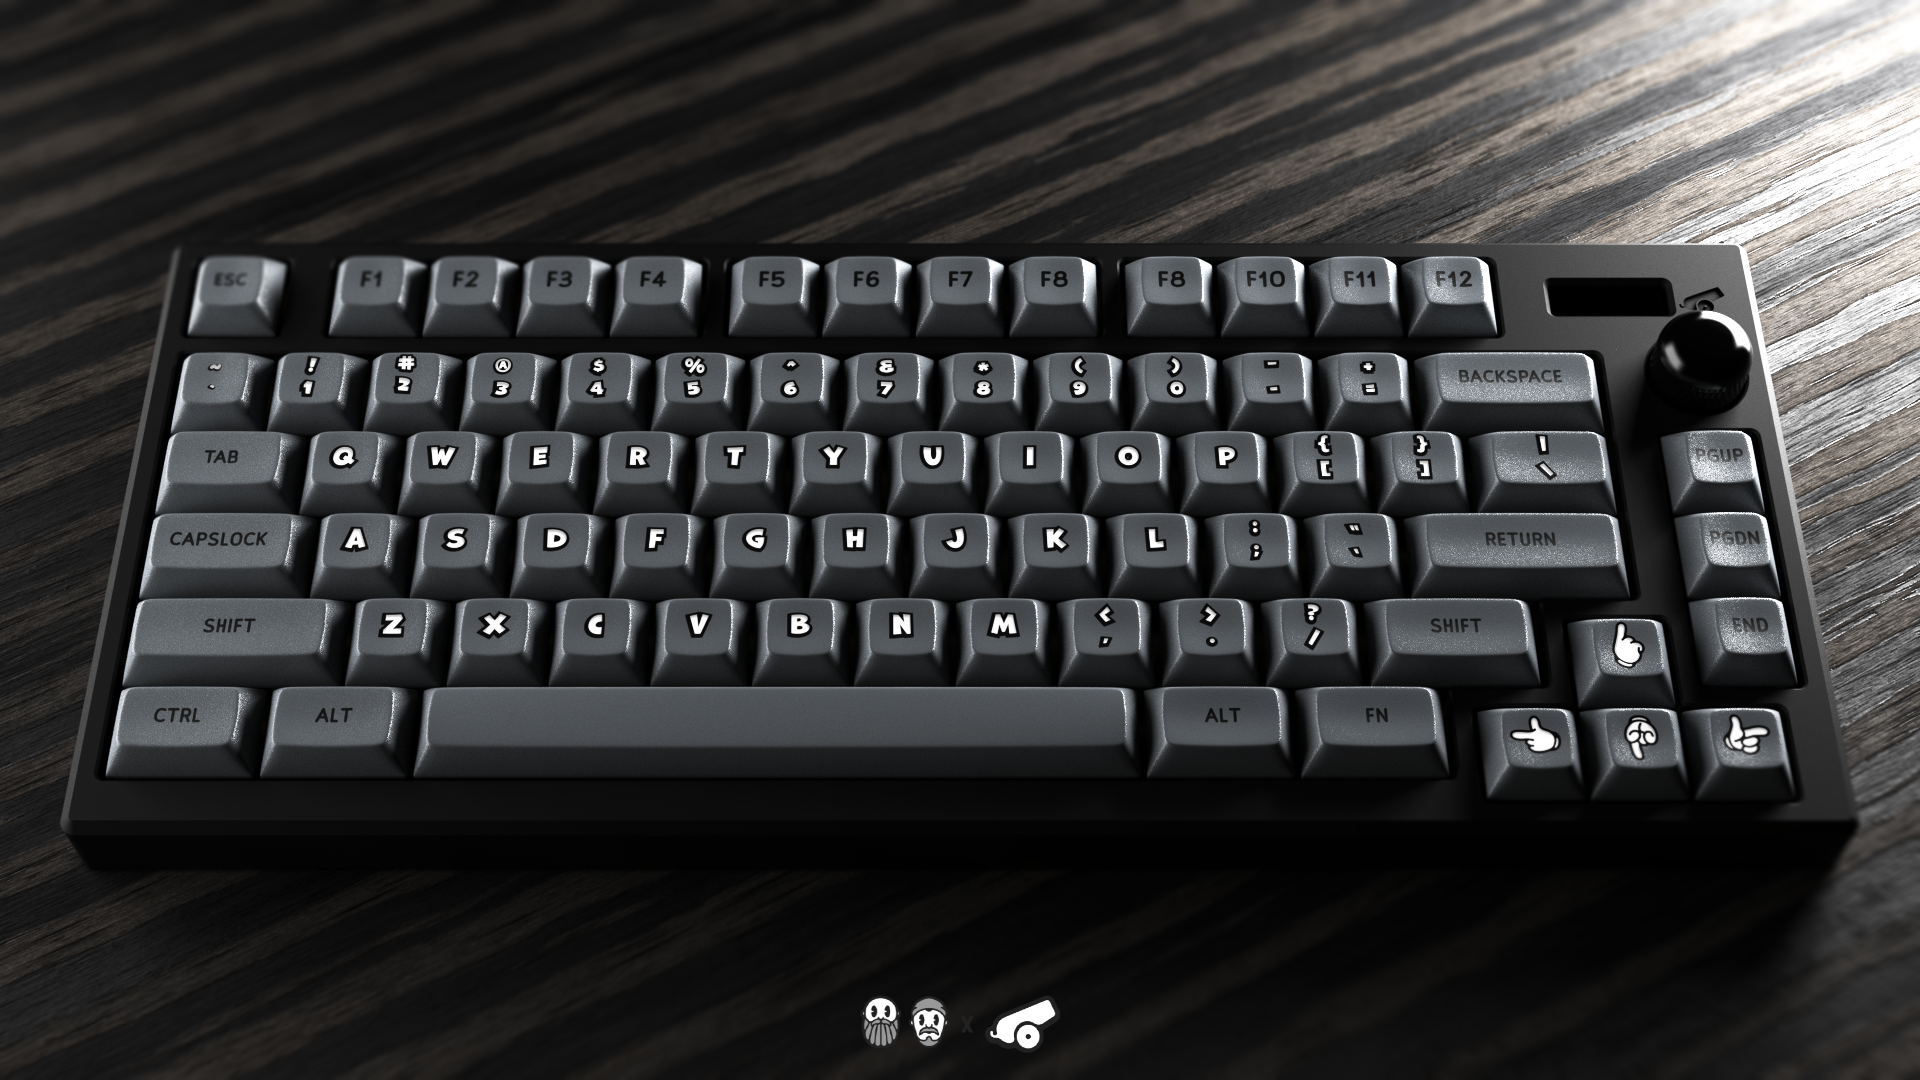 ESC F1 F2 F3 F4 F5 F6 F7 F8 F8 F10 F11 F12
~ ! # Ⓐ $ % ^ & * ( ) - +
` 1 2 3 4 5 6 7 8 9 0 - = BACKSPACE
TAB Q W E R T Y U I O P { } |
[ ] \ PGUP
CAPSLOCK A S D F G H J K L : " RETURN PGDN
; '
SHIFT Z X C V B N M < > ? SHIFT END
, . /
CTRL ALT ALT FN
X